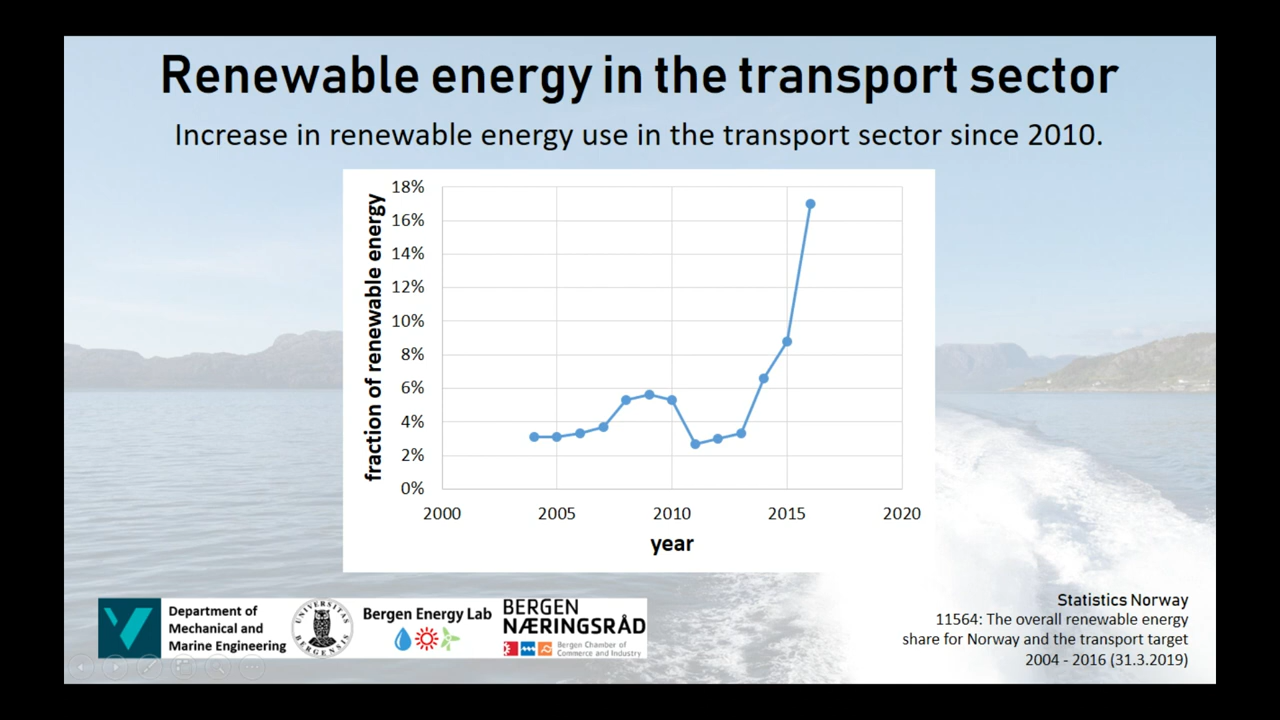 Renewable energy in the transport sector
Increase in renewable energy use in the transport sector since 2010.
fraction of renewable energy
18%
16%
14%
12%
10%
8%
6%
4%
2%
0%
2000 2005 2010 2015 2020
year
Department of
Mechanical and
Marine Engineering
UNIVERSITAS
BERGENSIS
Bergen Energy Lab
BERGEN
NÆRINGSRÅD
Bergen Chamber of
Commerce and Industry
Statistics Norway
11564: The overall renewable energy
share for Norway and the transport target
2004 - 2016 (31.3.2019)